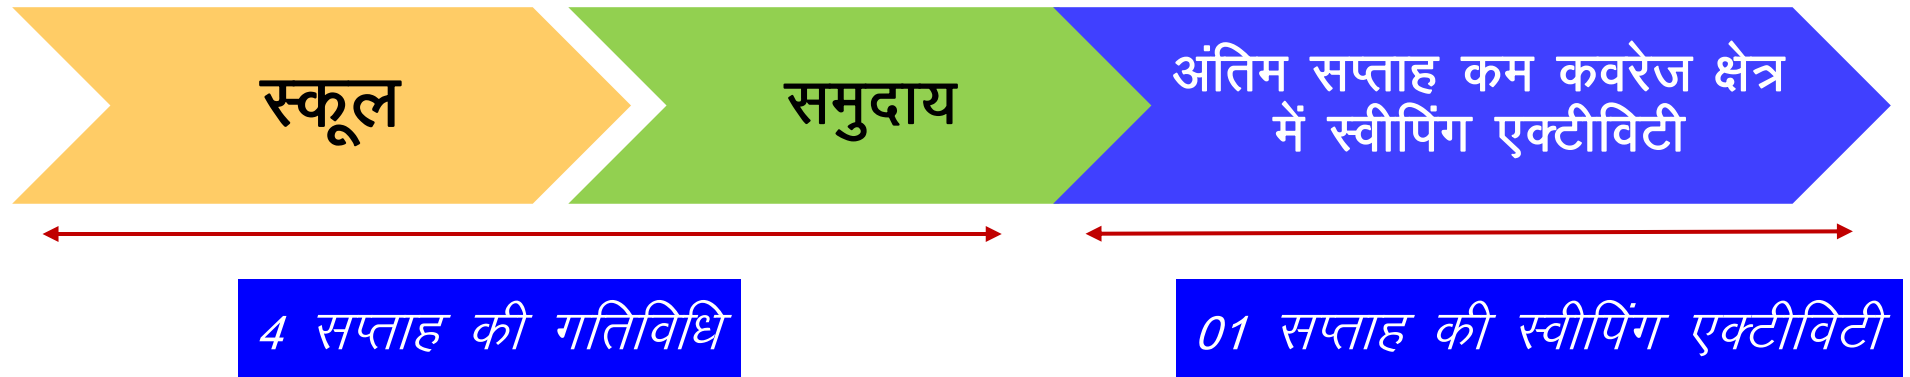 स्कूल
समुदाय
अंतिम सप्ताह कम कवरेज क्षेत्र
में स्वीपिंग एक्टीविटी
4 सप्ताह की गतिविधि
01 सप्ताह की स्वीपिंग एक्टीविटी